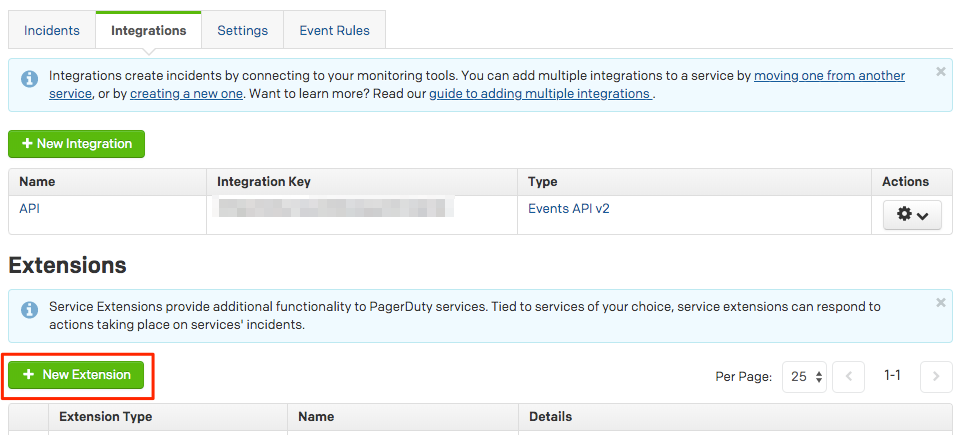 Incidents Integrations Settings Event Rules
Integrations create incidents by connecting to your monitoring tools. You can add multiple integrations to a service by moving one from another
service, or by creating a new one. Want to learn more? Read our guide to adding multiple integrations .
+ New Integration
Name Integration Key Type Actions
API Events API v2
Extensions
Service Extensions provide additional functionality to PagerDuty services. Tied to services of your choice, service extensions can respond to
actions taking place on services' incidents.
+ New Extension Per Page: 25 1-1
Extension Type Name Details